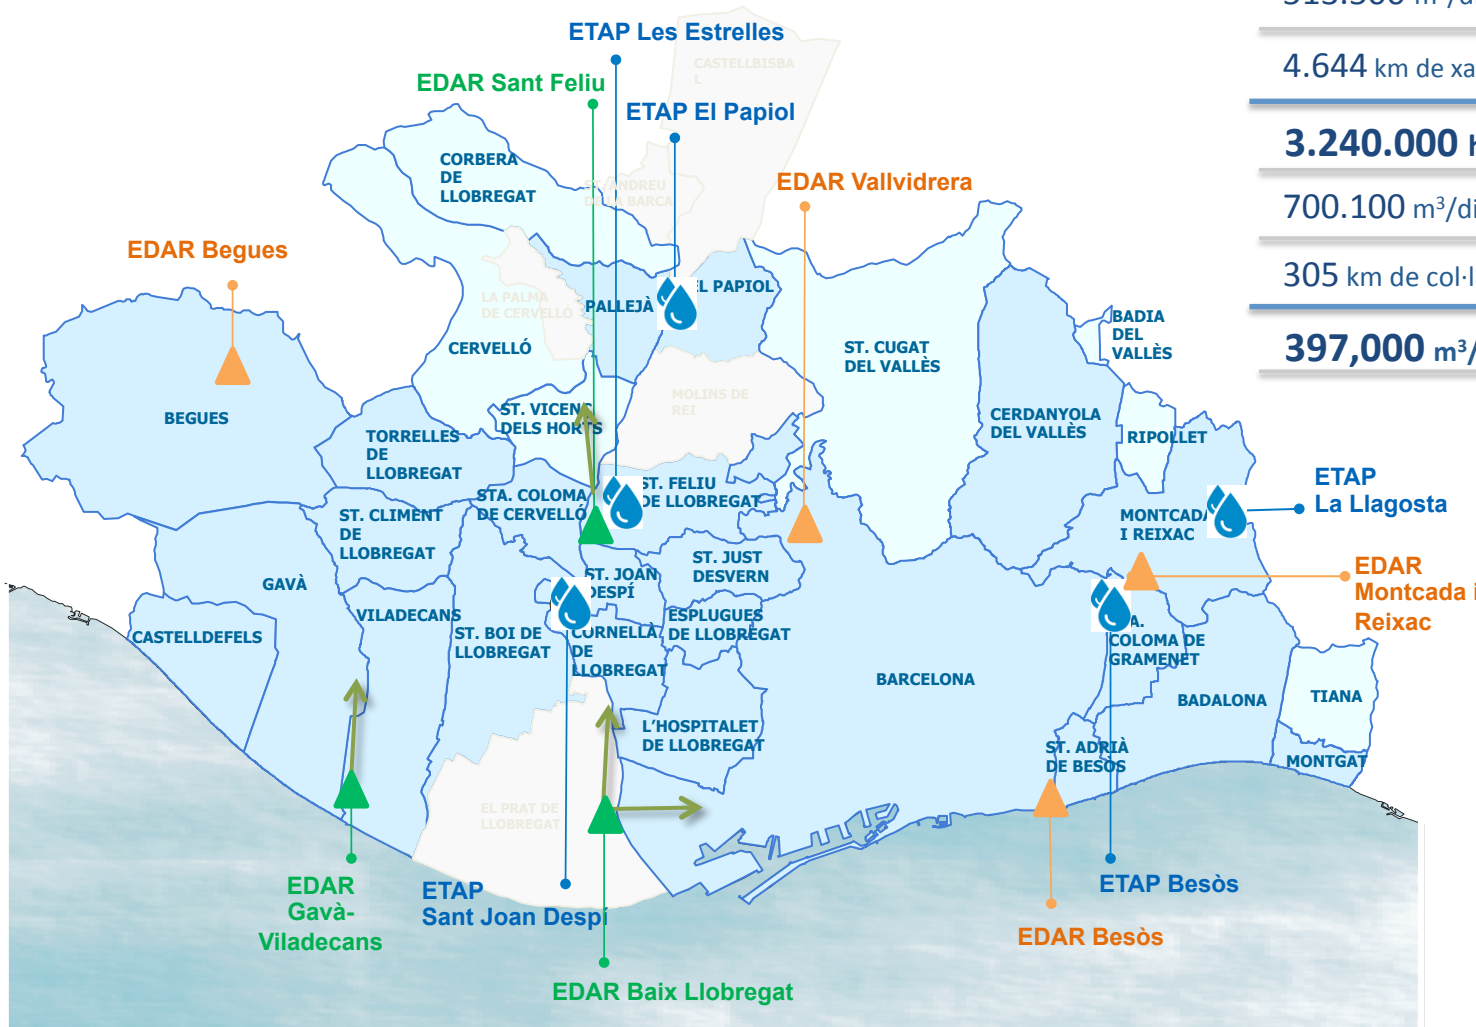 ETAP Les Estrelles
EDAR Sant Feliu
ETAP El Papiol
CASTELLBISBA
L
CORBERA
DE
LLOBREGAT
ST. ANDREU
DE LA BARCA
EDAR Vallvidrera
EDAR Begues
LA PALMA
DE CERVELLÓ
PALLEJÀ
EL PAPIOL
CERVELLÓ
ST. CUGAT
DEL VALLÈS
BADIA
DEL
VALLÈS
MOLINS DE
REI
BEGUES
ST. VICENS
DELS HORTS
CERDANYOLA
DEL VALLÈS
RIPOLLET
TORRELLES
DE
LLOBREGAT
STA. COLOMA
DE CERVELLÓ
ST. FELIU
DE LLOBREGAT
ETAP
La Llagosta
ST. CLIMENT
DE
LLOBREGAT
MONTCADA
I REIXAC
GAVÀ
ST. JOAN
DESPÍ
ST. JUST
DESVERN
EDAR
Montcada i
Reixac
CASTELLDEFELS
VILADECANS
ST. BOI DE
LLOBREGAT
CORNELLÀ
DE
LLOBREGAT
ESPLUGUES
DE LLOBREGAT
A.
COLOMA DE
GRAMENET
BARCELONA
BADALONA
TIANA
L'HOSPITALET
DE LLOBREGAT
ST. ADRIÀ
DE BESÒS
MONTGAT
EL PRAT DE
LLOBREGAT
EDAR
Gavà-
Viladecans
ETAP
Sant Joan Despí
ETAP Besòs
EDAR Besòs
EDAR Baix Llobregat
4.644 km de xa
3.240.000
700.100 m³/di
305 km de col·l
397,000 m³/